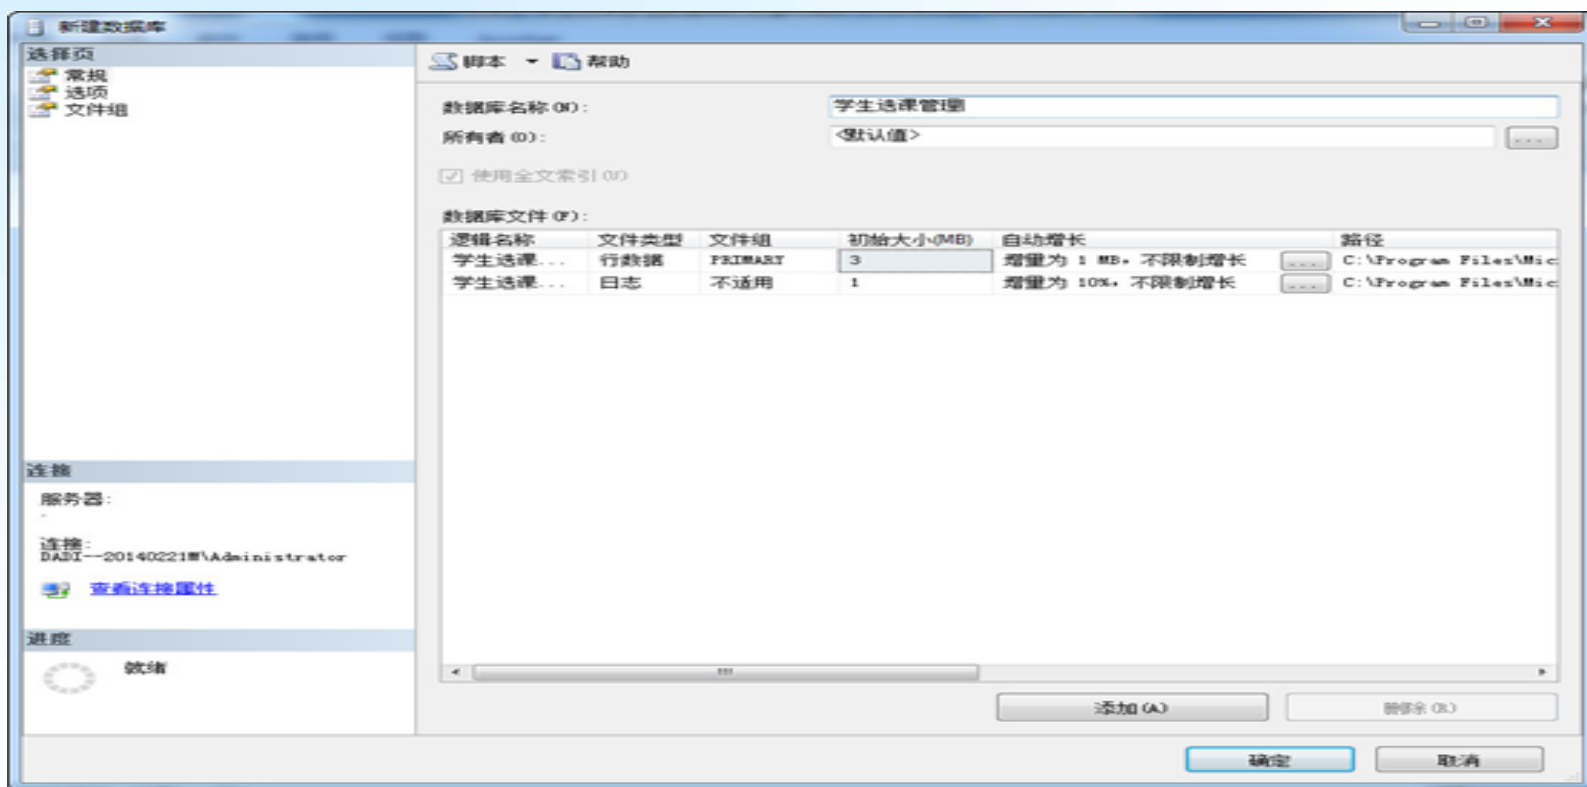 新建数据库
选择页
常规
选项
文件组
脚本 帮助
数据库名称(N): 学生选课管理
所有者(O): <默认值> ...
使用全文索引(U)
数据库文件(F):
逻辑名称 文件类型 文件组 初始大小(MB) 自动增长 路径
学生选课... 行数据 PRIMARY 3 增量为 1 MB，不限制增长 ... C:\Program Files\Mic
学生选课... 日志 不适用 1 增量为 10%，不限制增长 ... C:\Program Files\Mic
连接
服务器:
.
连接:
DADI--20140221W\Administrator
查看连接属性
进度
就绪
添加(A) 删除(R)
确定 取消